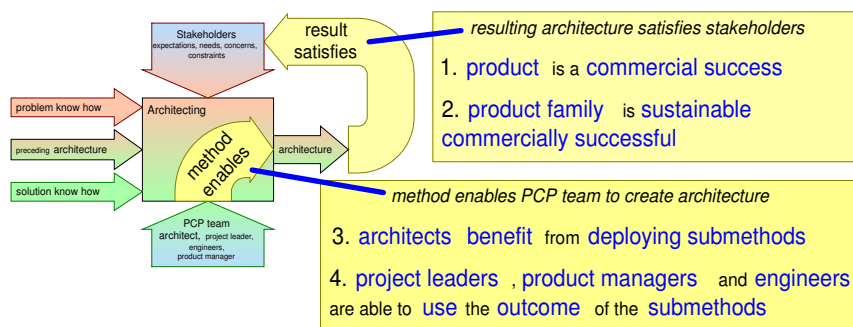 Stakeholders
expectations, needs, concerns,
constraints
result
satisfies
problem know how
preceding architecture
solution know how
Architecting
method
enables
architecture
PCP team
architect, project leader,
engineers,
product manager
resulting architecture satisfies stakeholders
1. product is a commercial success
2. product family is sustainable
commercially successful
method enables PCP team to create architecture
3. architects benefit from deploying submethods
4. project leaders , product managers and engineers
are able to use the outcome of the submethods